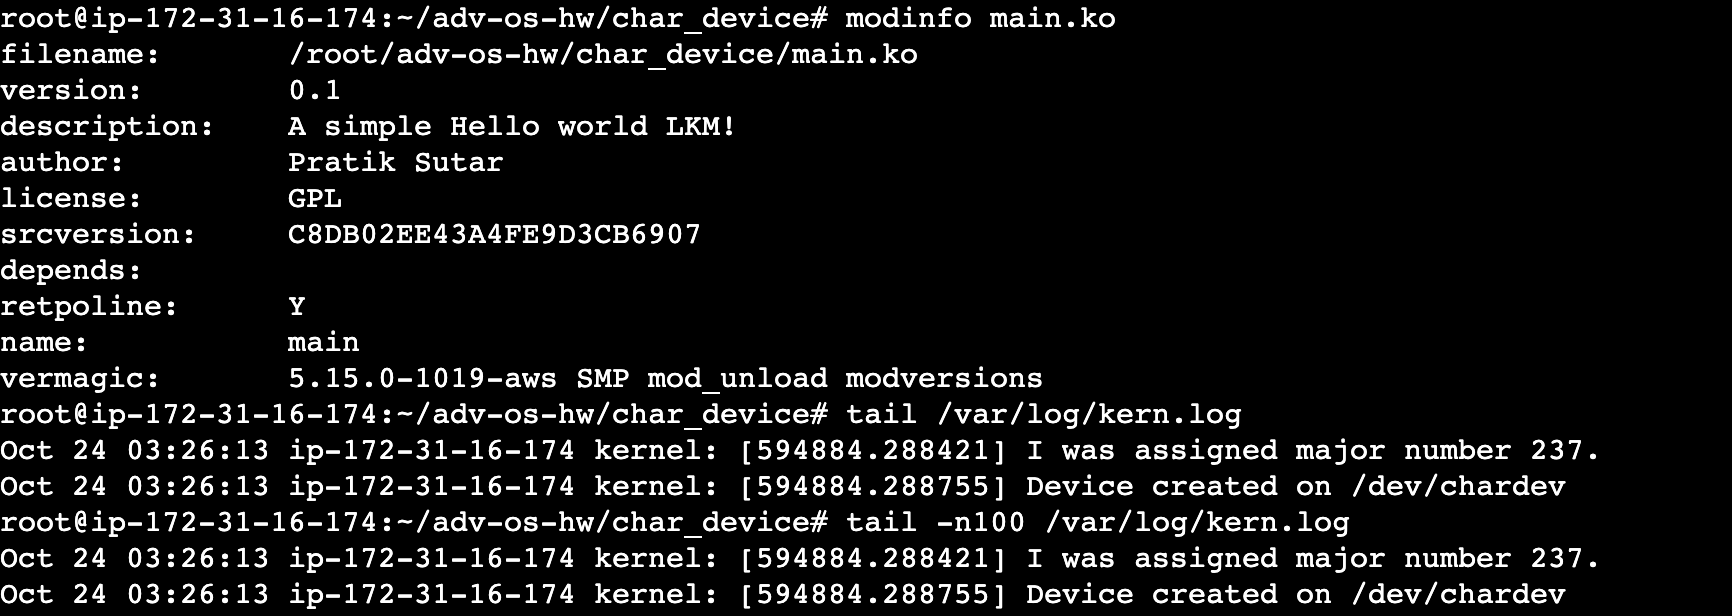 root@ip-172-31-16-174:~/adv-os-hw/char_device# modinfo main.ko
filename:       /root/adv-os-hw/char_device/main.ko
version:        0.1
description:    A simple Hello world LKM!
author:         Pratik Sutar
license:        GPL
srcversion:     C8DB02EE43A4FE9D3CB6907
depends:
retpoline:      Y
name:           main
vermagic:       5.15.0-1019-aws SMP mod_unload modversions
root@ip-172-31-16-174:~/adv-os-hw/char_device# tail /var/log/kern.log
Oct 24 03:26:13 ip-172-31-16-174 kernel: [594884.288421] I was assigned major number 237.
Oct 24 03:26:13 ip-172-31-16-174 kernel: [594884.288755] Device created on /dev/chardev
root@ip-172-31-16-174:~/adv-os-hw/char_device# tail -n100 /var/log/kern.log
Oct 24 03:26:13 ip-172-31-16-174 kernel: [594884.288421] I was assigned major number 237.
Oct 24 03:26:13 ip-172-31-16-174 kernel: [594884.288755] Device created on /dev/chardev